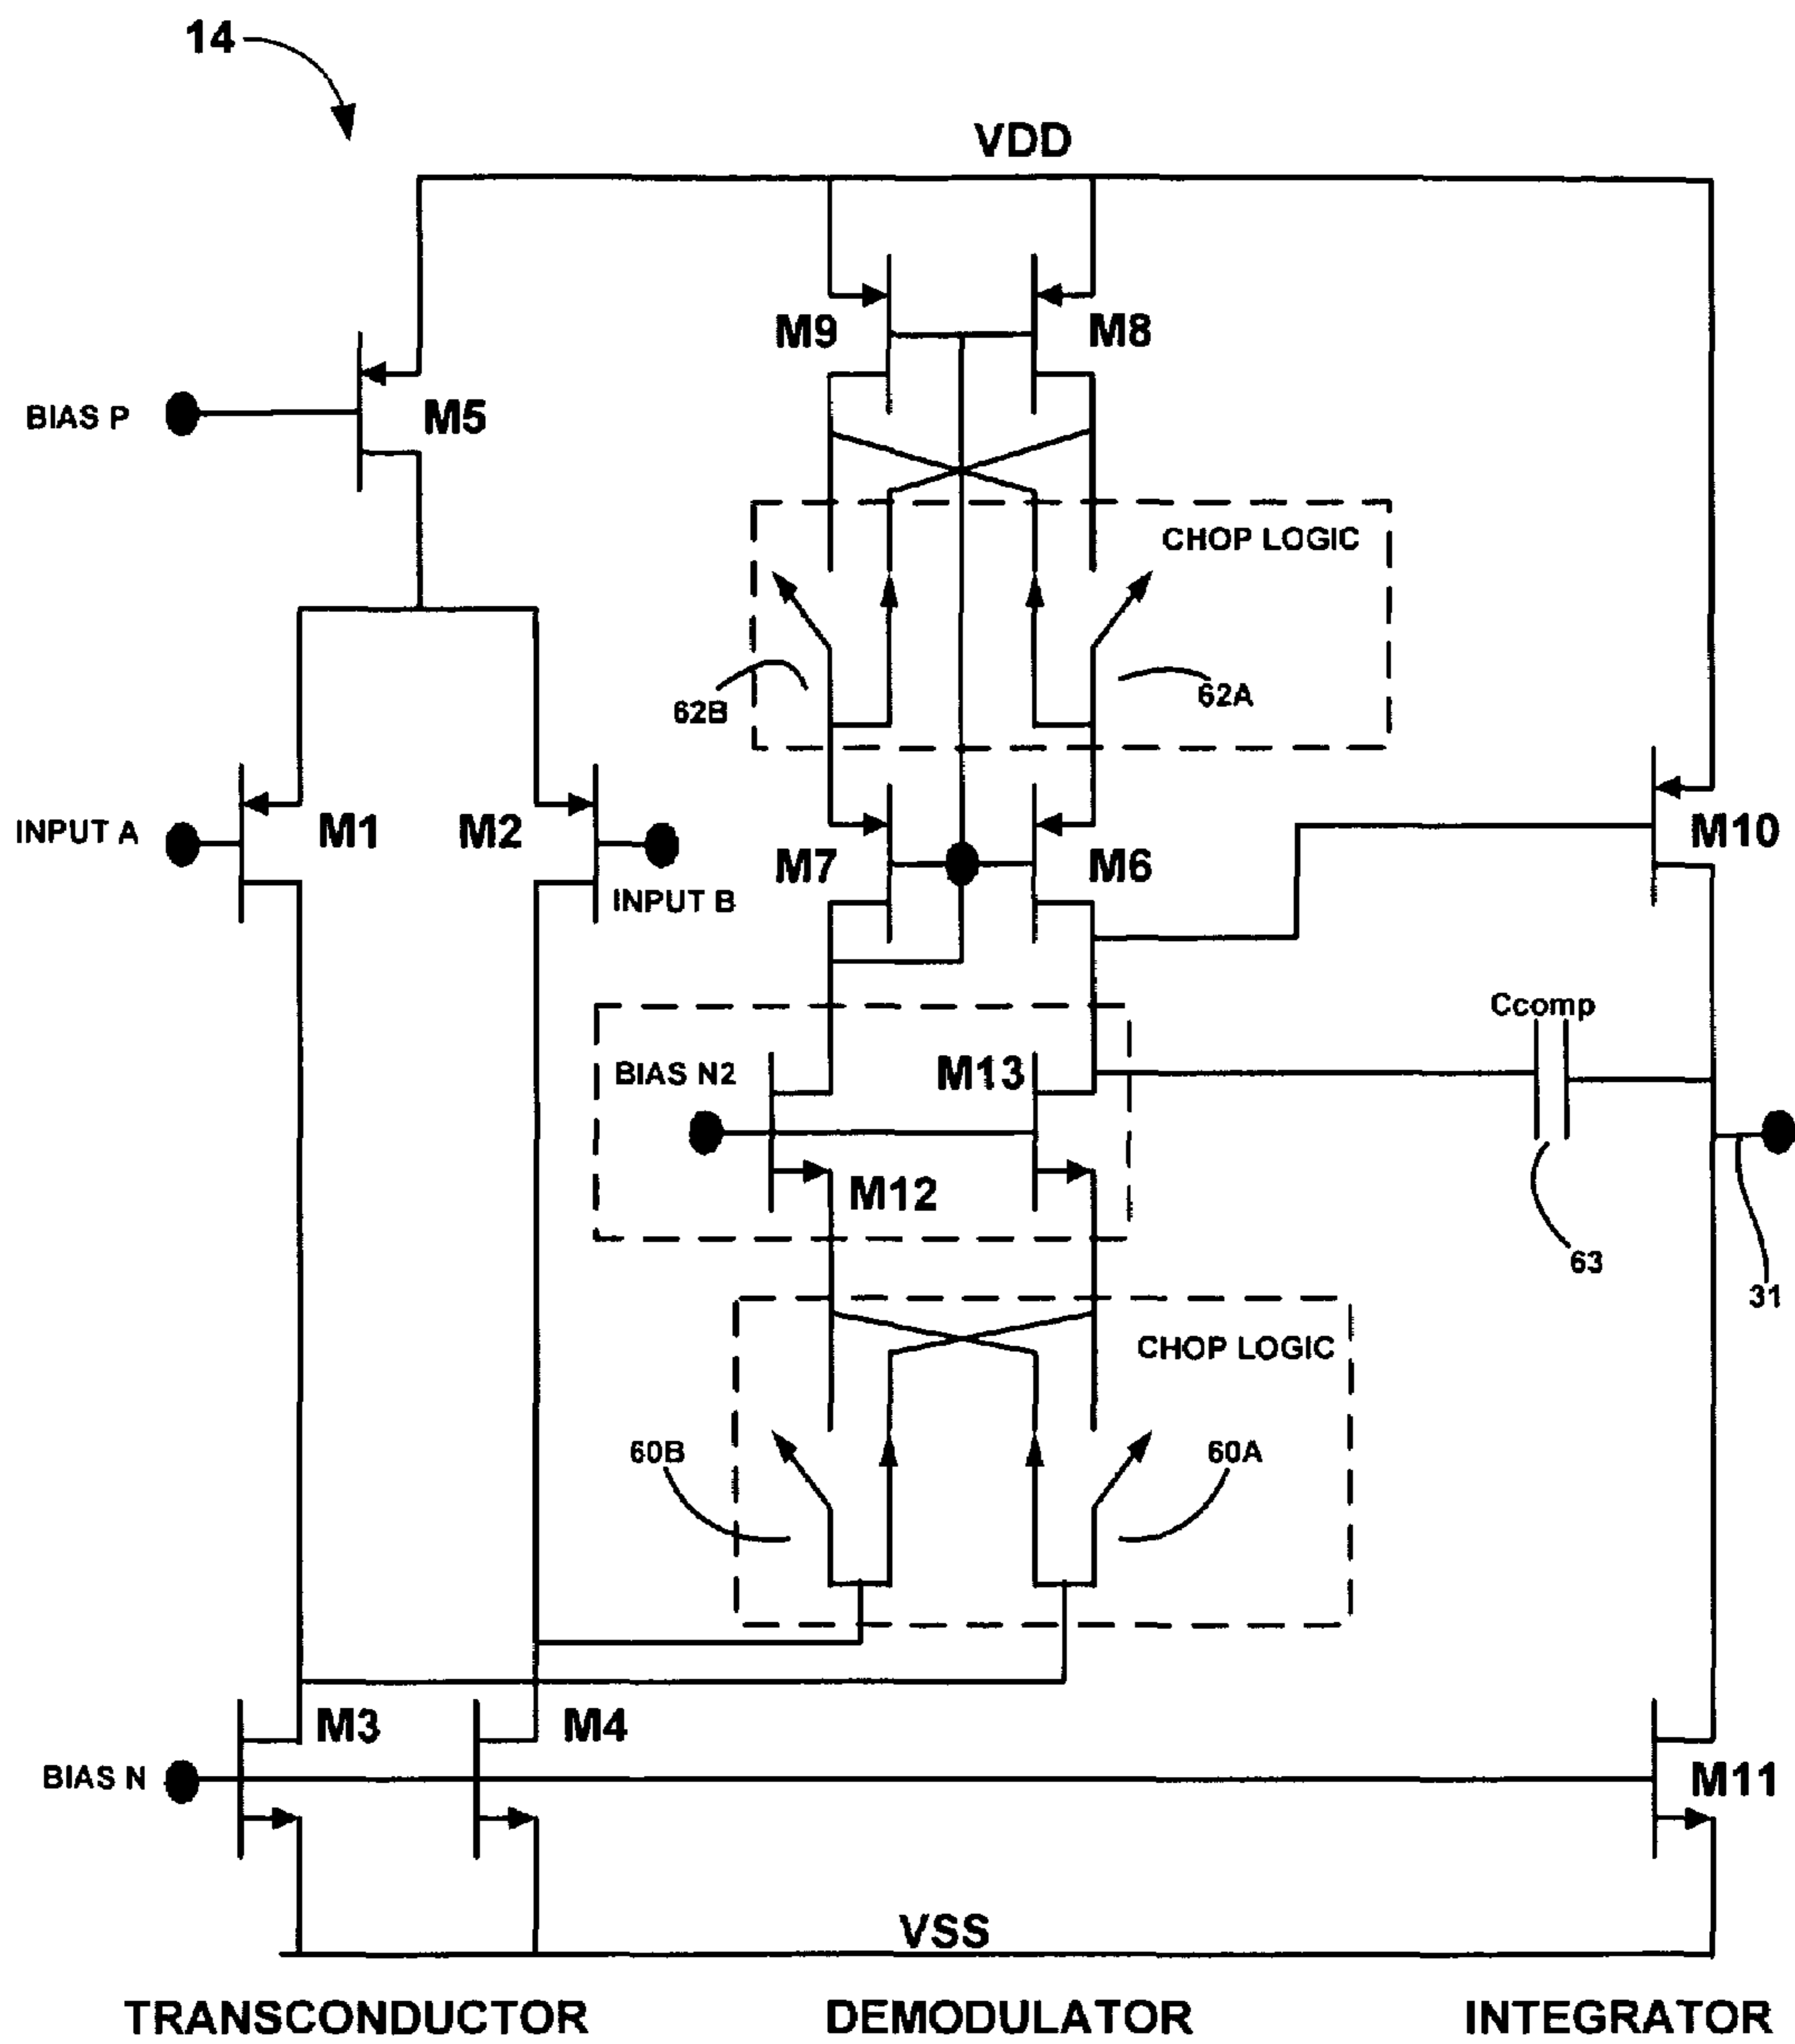 14
VDD
M9
M8
BIAS P
M5
CHOP LOGIC
62B
62A
INPUT A
M1
M2
INPUT B
M7
M6
M10
Ccomp
BIAS N2
M13
M12
63
31
CHOP LOGIC
60B
60A
M3
M4
BIAS N
M11
VSS
TRANSCONDUCTOR
DEMODULATOR
INTEGRATOR